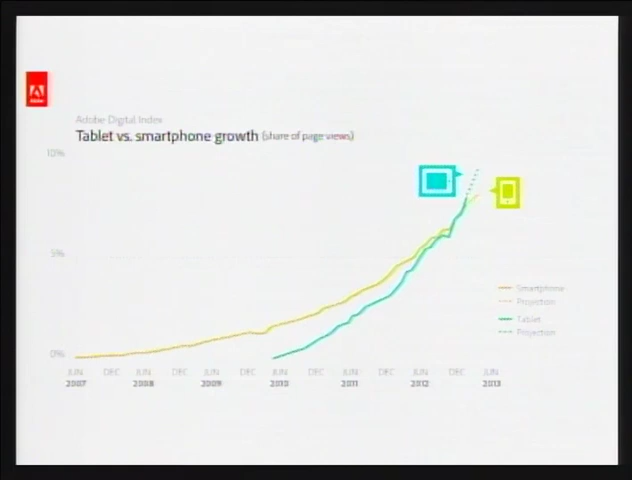 Adobe
Adobe Digital Index
Tablet vs. smartphone growth (share of page views)
10%
5%
0%
JUN DEC JUN DEC JUN DEC JUN DEC JUN DEC JUN DEC JUN
2007 2008 2009 2010 2011 2012 2013
Smartphone
Projection
Tablet
Projection